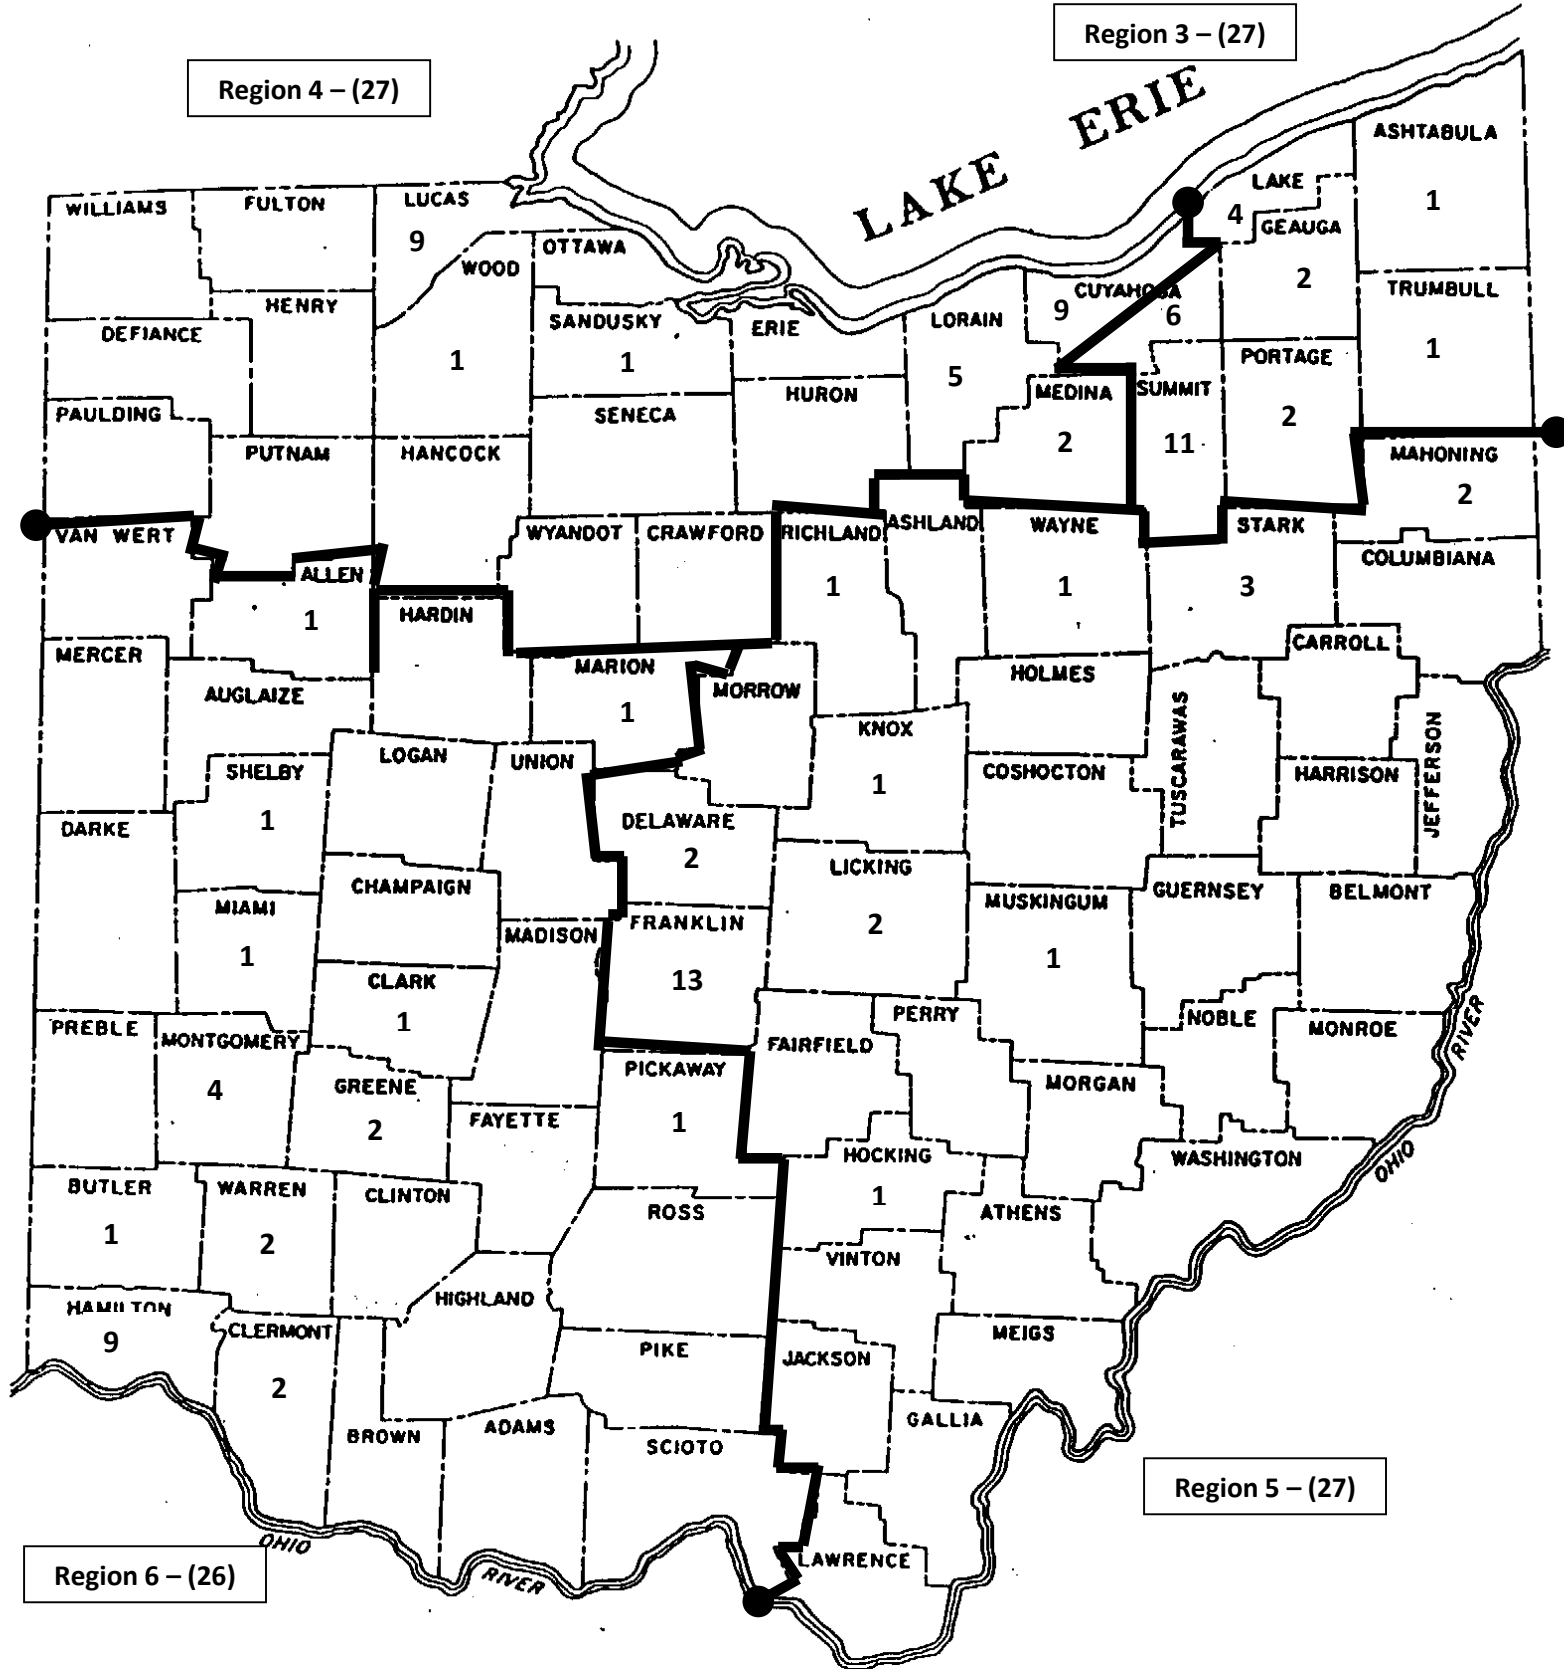 Region 3 – (27)
Region 4 – (27)
LAKE ERIE
ASHTABULA
1
LAKE
4
GEAUGA
2
WILLIAMS
FULTON
LUCAS
9
OTTAWA
WOOD
1
HENRY
DEFIANCE
SANDUSKY
1
ERIE
LORAIN
5
CUYAHOGA
9
6
TRUMBULL
1
PORTAGE
2
SUMMIT
11
MEDINA
2
HURON
SENECA
PAULDING
PUTNAM
HANCOCK
MAHONING
2
VAN WERT
ALLEN
1
HARDIN
WYANDOT
CRAWFORD
RICHLAND
1
ASHLAND
WAYNE
1
STARK
3
COLUMBIANA
CARROLL
MERCER
AUGLAIZE
MARION
1
MORROW
HOLMES
TUSCARAWAS
JEFFERSON
KNOX
1
COSHOCTON
HARRISON
SHELBY
1
LOGAN
UNION
DARKE
DELAWARE
2
LICKING
2
CHAMPAIGN
MIAMI
1
MUSKINGUM
1
GUERNSEY
BELMONT
MADISON
FRANKLIN
13
CLARK
1
PREBLE
MONTGOMERY
4
GREENE
2
PERRY
FAIRFIELD
NOBLE
MONROE
MORGAN
PICKAWAY
1
FAYETTE
HOCKING
1
WASHINGTON
OHIO RIVER
BUTLER
1
WARREN
2
CLINTON
ROSS
ATHENS
VINTON
HIGHLAND
HAMILTON
9
CLERMONT
2
PIKE
JACKSON
MEIGS
GALLIA
BROWN
ADAMS
SCIOTO
LAWRENCE
Region 5 – (27)
OHIO RIVER
Region 6 – (26)